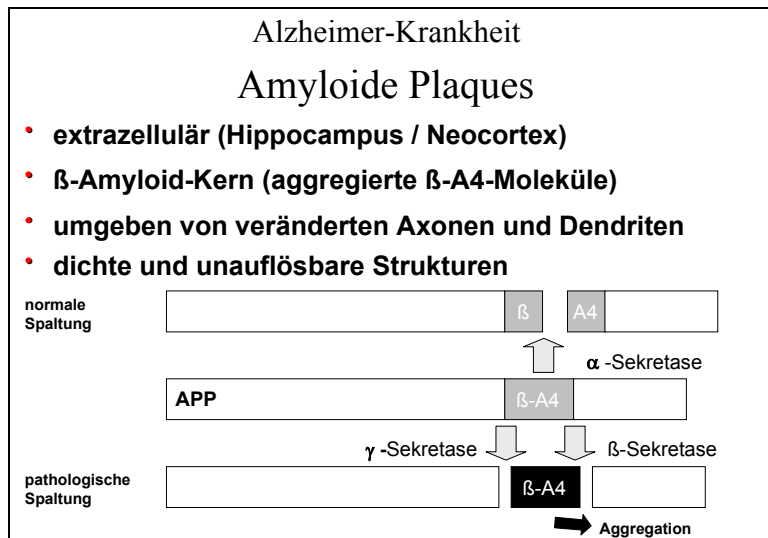 Alzheimer-Krankheit
Amyloide Plaques
• extrazellulär (Hippocampus / Neocortex)
• ß-Amyloid-Kern (aggregierte ß-A4-Moleküle)
• umgeben von veränderten Axonen und Dendriten
• dichte und unauflösbare Strukturen
normale
Spaltung
ß
A4
α -Sekretase
APP
ß-A4
γ -Sekretase
ß-Sekretase
pathologische
Spaltung
ß-A4
Aggregation